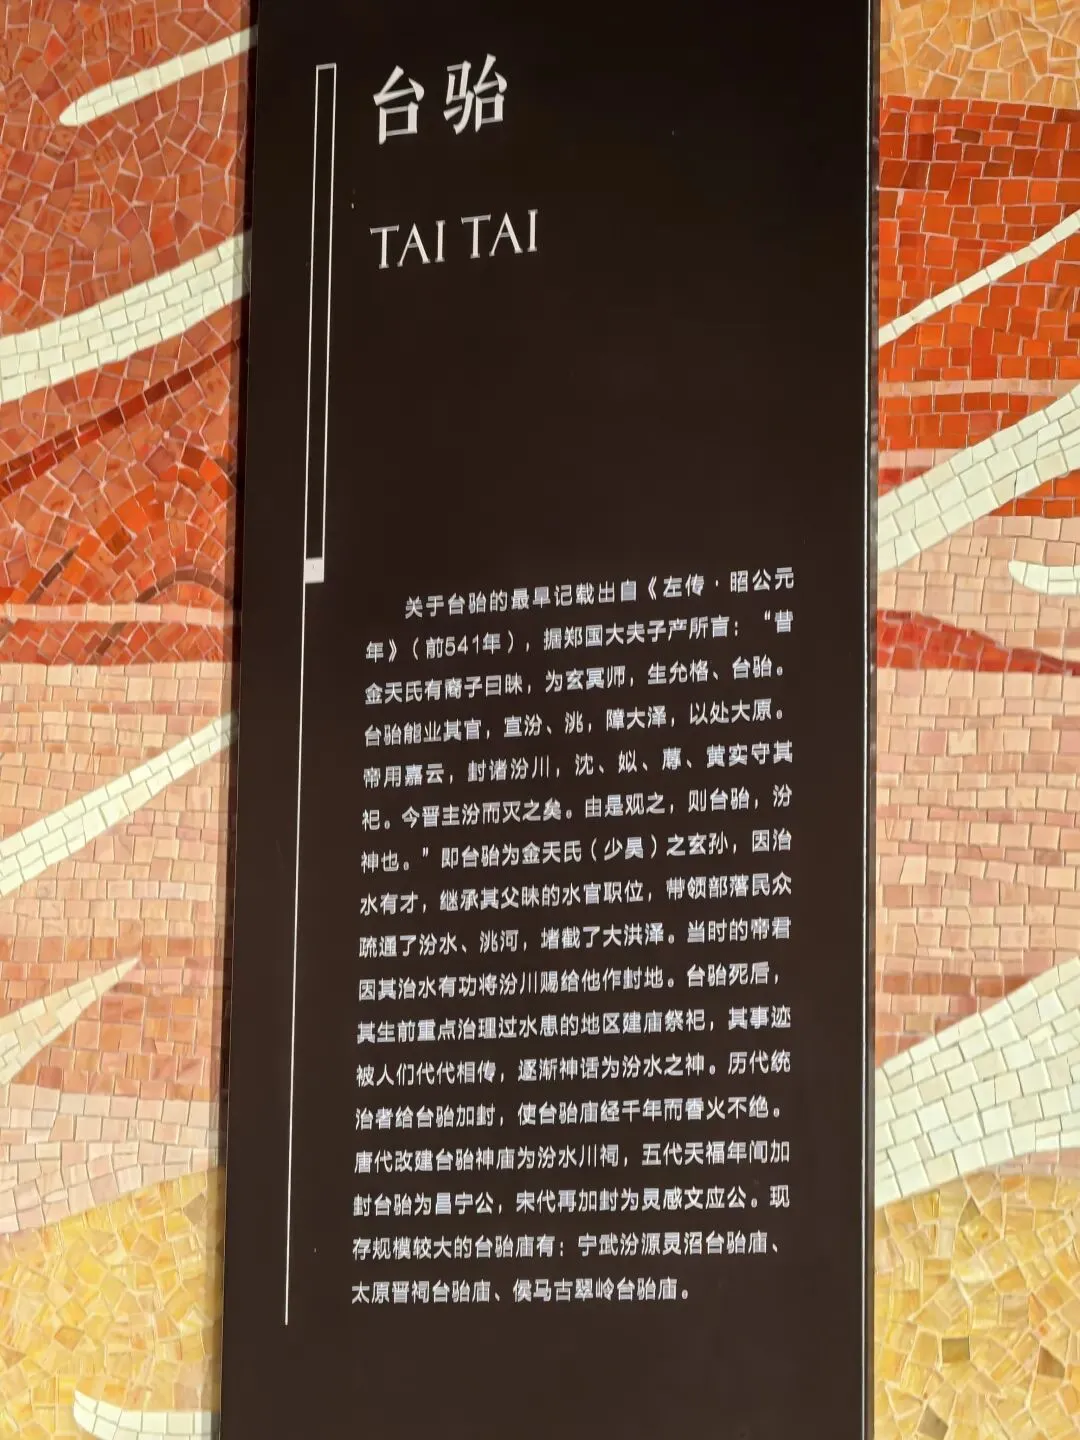 台骀
TAI TAI
关于台骀的最早记载出自《左传·昭公元
年》（前541年），据郑国大夫子产所言：“昔
金天氏有裔子曰昧，为玄冥师，生允格、台骀。
台骀能业其官，宣汾、洮，障大泽，以处大原。
帝用嘉云，封诸汾川，沈、姒、蓐、黄实守其
祀。今晋主汾而灭之矣。由是观之，则台骀，汾
神也。”即台骀为金天氏（少昊）之玄孙，因治
水有才，继承其父昧的水官职位，带领部落民众
疏通了汾水、洮河，堵截了大洪泽。当时的帝君
因其治水有功将汾川赐给他作封地。台骀死后，
其生前重点治理过水患的地区建庙祭祀，其事迹
被人们代代相传，逐渐神话为汾水之神。历代统
治者给台骀加封，使台骀庙经千年而香火不绝。
唐代改建台骀神庙为汾水川祠，五代天福年间加
封台骀为昌宁公，宋代再加封为灵感文应公。现
存规模较大的台骀庙有：宁武汾源灵沼台骀庙、
太原晋祠台骀庙、侯马古翠岭台骀庙。